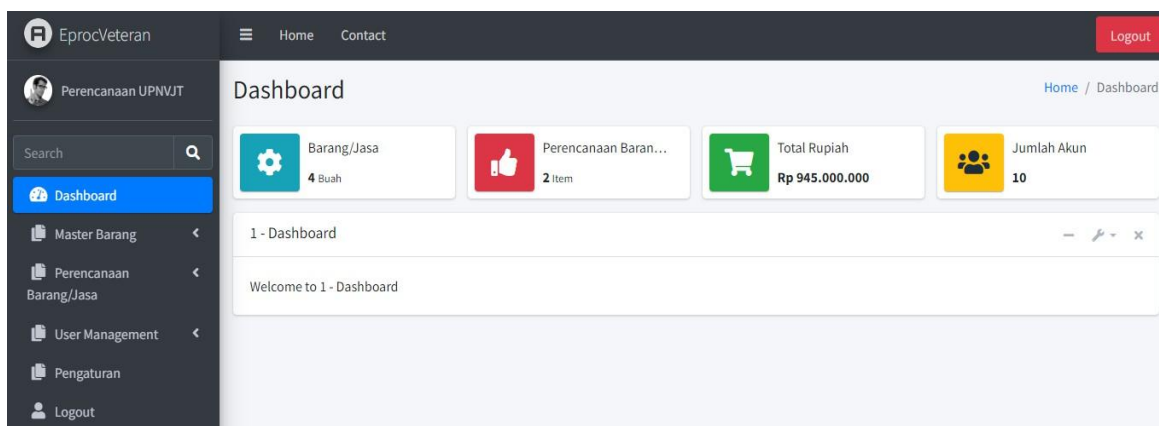 EprocVeteran
Home Contact
Logout
Perencanaan UPNVJT
Search
Dashboard
Master Barang
Perencanaan
Barang/Jasa
User Management
Pengaturan
Logout
Dashboard
Home / Dashboard
Barang/Jasa
4 Buah
Perencanaan Baran...
2 Item
Total Rupiah
Rp 945.000.000
Jumlah Akun
10
1 - Dashboard
Welcome to 1 - Dashboard